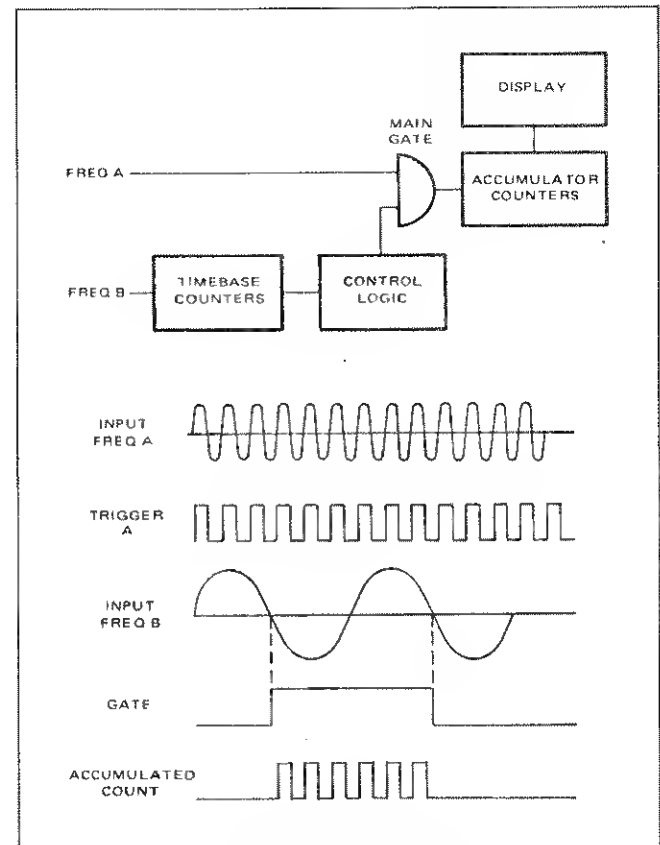 DISPLAY
MAIN
GATE
FREQ A
ACCUMULATOR
COUNTERS
FREQ B
TIMEBASE
COUNTERS
CONTROL
LOGIC
INPUT
FREQ A
TRIGGER
A
INPUT
FREQ B
GATE
ACCUMULATED
COUNT